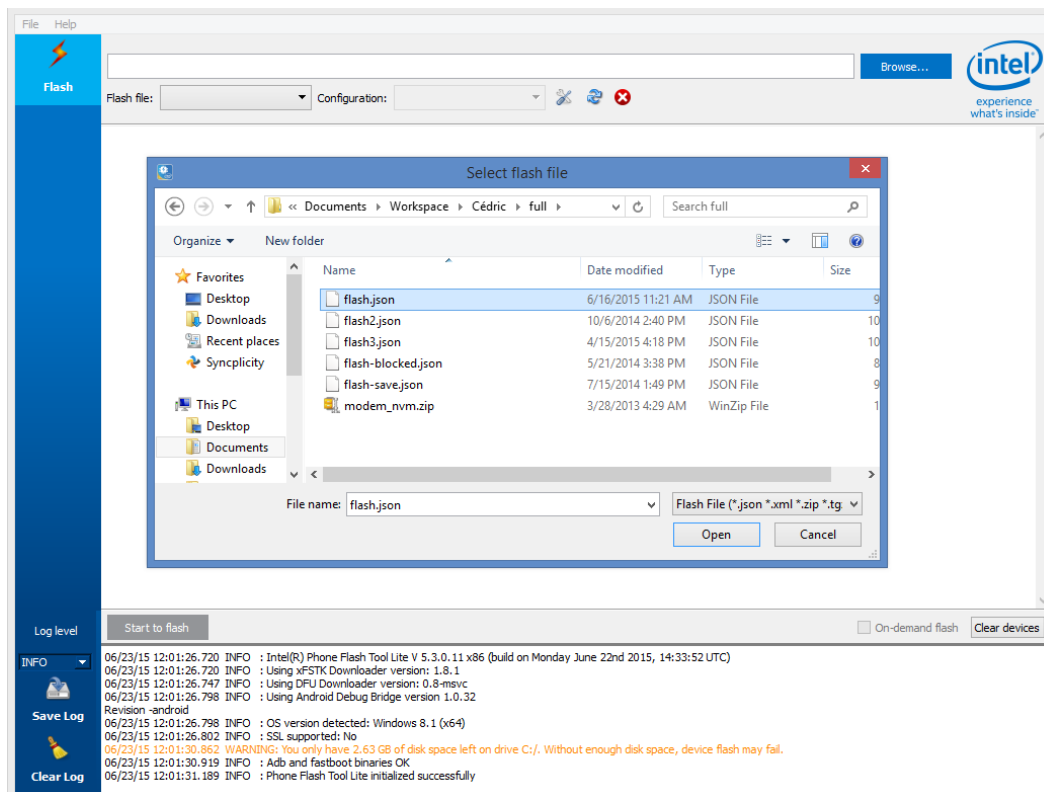 File Help
Flash
Browse...
intel
experience
what's inside™
Flash file:
Configuration:
Select flash file
« Documents Workspace Cédric full
Search full
Organize
New folder
Name Date modified Type Size
Favorites
Desktop
Downloads
Recent places
Syncplicity
This PC
Desktop
Documents
Downloads
flash.json 6/16/2015 11:21 AM JSON File 9
flash2.json 10/6/2014 2:40 PM JSON File 10
flash3.json 4/15/2015 4:18 PM JSON File 10
flash-blocked.json 5/21/2014 3:38 PM JSON File 8
flash-save.json 7/15/2014 1:49 PM JSON File 9
modem_nvm.zip 3/28/2013 4:29 AM WinZip File 1
File name: flash.json
Flash File (*.json *.xml *.zip *.tg
Open
Cancel
Log level
Start to flash
On-demand flash
Clear devices
INFO
Save Log
Clear Log
06/23/15 12:01:26.720 INFO : Intel(R) Phone Flash Tool Lite V 5.3.0.11 x86 (build on Monday June 22nd 2015, 14:33:52 UTC)
06/23/15 12:01:26.720 INFO : Using xFSTK Downloader version: 1.8.1
06/23/15 12:01:26.747 INFO : Using DFU Downloader version: 0.8-msvc
06/23/15 12:01:26.798 INFO : Using Android Debug Bridge version 1.0.32
Revision -android
06/23/15 12:01:26.798 INFO : OS version detected: Windows 8.1 (x64)
06/23/15 12:01:26.802 INFO : SSL supported: No
06/23/15 12:01:30.862 WARNING: You only have 2.63 GB of disk space left on drive C:/. Without enough disk space, device flash may fail.
06/23/15 12:01:30.919 INFO : Adb and fastboot binaries OK
06/23/15 12:01:31.189 INFO : Phone Flash Tool Lite initialized successfully